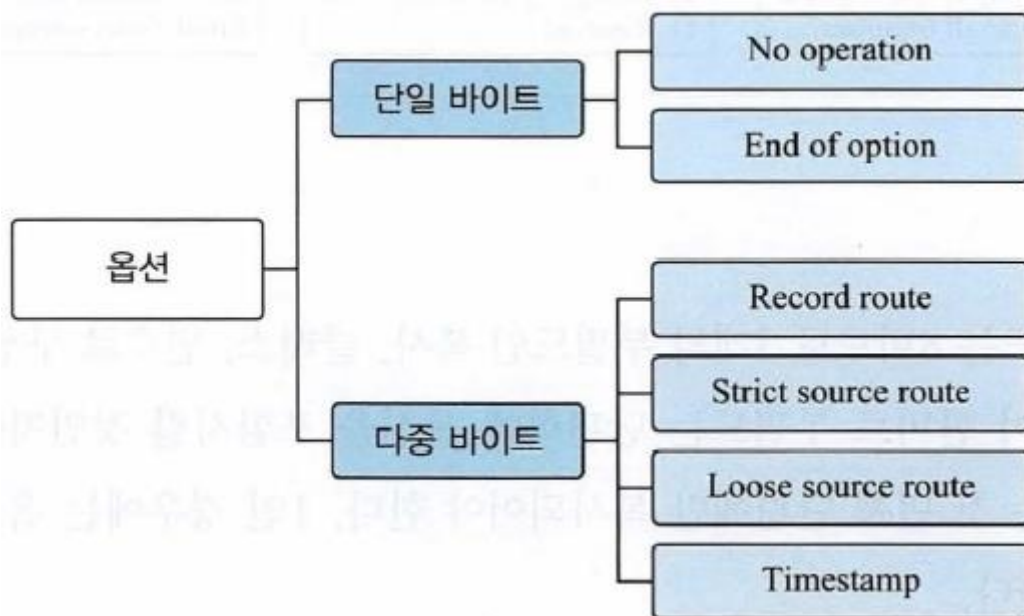 옵션
단일 바이트
No operation
End of option
다중 바이트
Record route
Strict source route
Loose source route
Timestamp